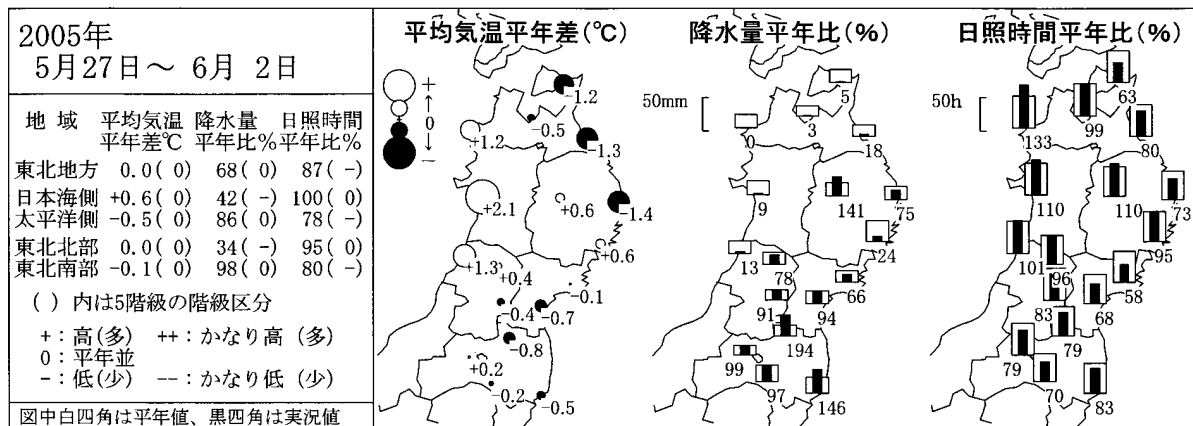 2005年
5月27日～ 6月 2日
地 域 平均気温 降水量 日照時間
平年差℃ 平年比% 平年比%
東北地方 0.0( 0) 68( 0) 87( -)
日本海側 +0.6( 0) 42( -) 100( 0)
太平洋側 -0.5( 0) 86( 0) 78( -)
東北北部 0.0( 0) 34( -) 95( 0)
東北南部 -0.1( 0) 98( 0) 80( -)
( ) 内は5階級の階級区分
+：高(多) ++：かなり高 (多)
0：平年並
-：低(少) --：かなり低 (少)
図中白四角は平年値、黒四角は実況値
平均気温平年差(℃)
+
↑
0
↓
-
-1.2
-0.5
+1.2
-1.3
+2.1
+0.6
-1.4
+0.6
+1.3
+0.4
-0.1
-0.4
-0.7
-0.8
+0.2
-0.2
-0.5
降水量平年比(%)
50mm
5
3
0
18
9
141
75
24
13
78
66
91
94
194
99
97
146
日照時間平年比(%)
50h
63
99
133
80
110
110
73
95
101
96
58
83
68
79
79
70
83